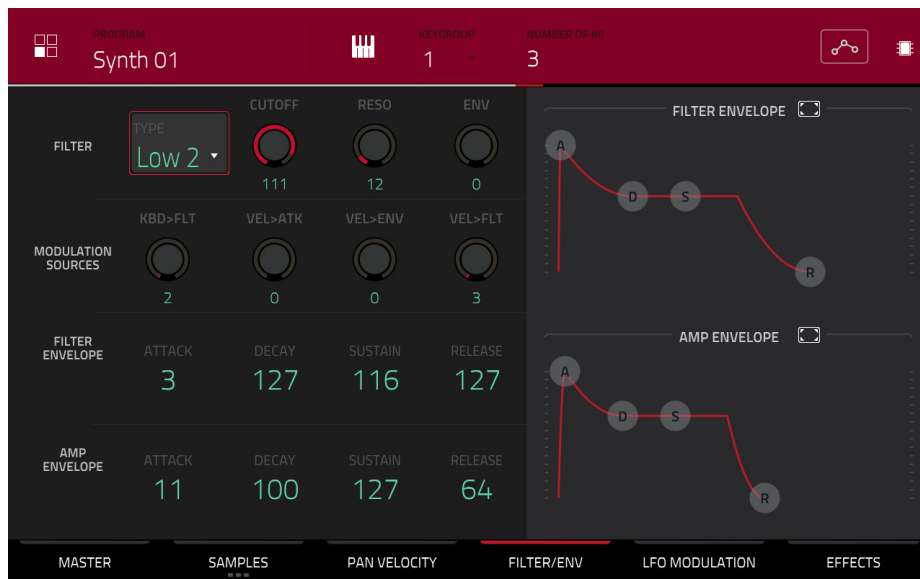 PROGRAM
Synth 01
KEYGROUP
1
NUMBER OF KG
3
FILTER
TYPE
Low 2
CUTOFF
111
RESO
12
ENV
0
MODULATION
SOURCES
KBD>FLT
2
VEL>ATK
0
VEL>ENV
0
VEL>FLT
3
FILTER
ENVELOPE
ATTACK
3
DECAY
127
SUSTAIN
116
RELEASE
127
AMP
ENVELOPE
ATTACK
11
DECAY
100
SUSTAIN
127
RELEASE
64
FILTER ENVELOPE
A
D
S
R
AMP ENVELOPE
A
D
S
R
MASTER
SAMPLES
PAN VELOCITY
FILTER/ENV
LFO MODULATION
EFFECTS